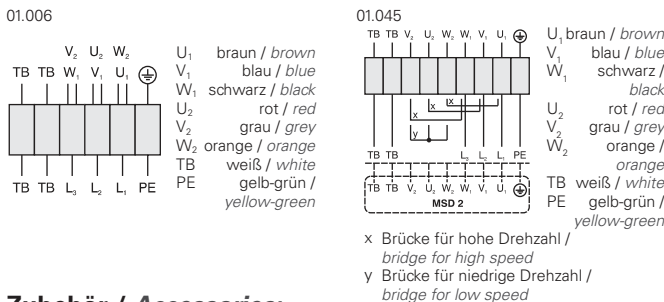 01.006
V₂ U₂ W₂
TB TB W₁ V₁ U₁
TB TB L₃ L₂ L₁ PE
U₁ braun / brown
V₁ blau / blue
W₁ schwarz / black
U₂ rot / red
V₂ grau / grey
W₂ orange / orange
TB weiß / white
PE gelb-grün /
yellow-green
01.045
TB TB V₂ U₂ W₂ W₁ V₁ U₁
x x x
y
TB TB L₃ L₂ L₁ PE
TB TB V₂ U₂ W₂ W₁ V₁ U₁
MSD 2
U₁ braun / brown
V₁ blau / blue
W₁ schwarz /
black
U₂ rot / red
V₂ grau / grey
W₂ orange /
orange
TB weiß / white
PE gelb-grün /
yellow-green
x Brücke für hohe Drehzahl /
bridge for high speed
y Brücke für niedrige Drehzahl /
bridge for low speed
Zubehör / Accessories: